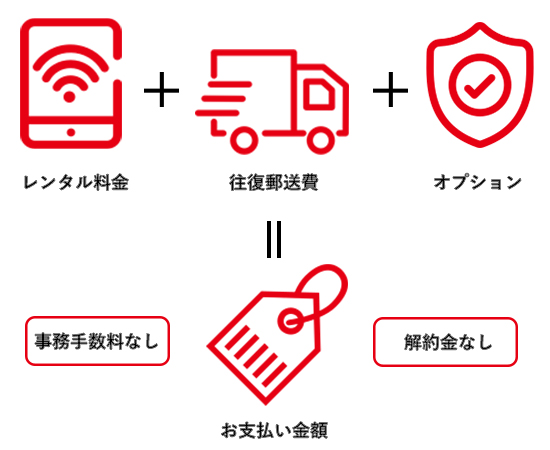 レンタル料金
往復郵送費
オプション
事務手数料なし
解約金なし
お支払い金額